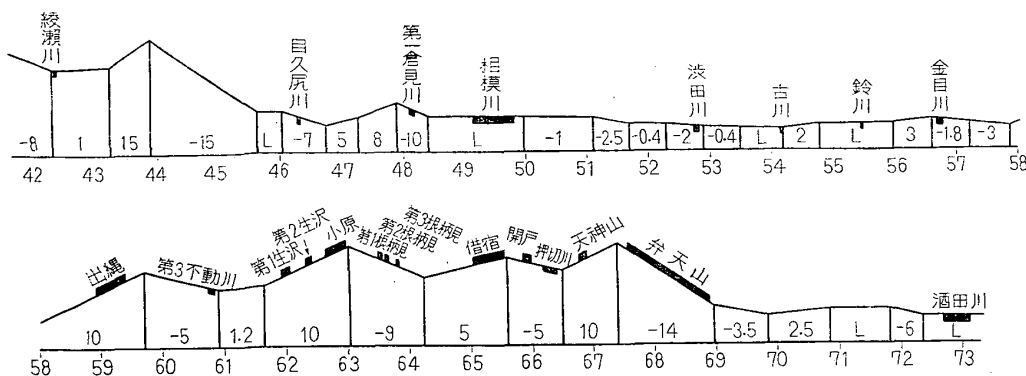 綾瀬川
目久尻川
第一倉見川
相模川
渋田川
古川
鈴川
金目川
-8 1 15 -15 L -7 5 8 -10 L -1 -2.5 -0.4 -2 -0.4 L 2 L 3 -1.8 -3
42 43 44 45 46 47 48 49 50 51 52 53 54 55 56 57 58
出縄
第3不動川
第1生沢
第2生沢
小原
第1根柄見
第2根柄見
第3根柄見
借宿
開戸
押切川
天神山
弁天山
酒田川
10 -5 1.2 10 -9 5 -5 10 -14 -3.5 2.5 L -6 L
58 59 60 61 62 63 64 65 66 67 68 69 70 71 72 73